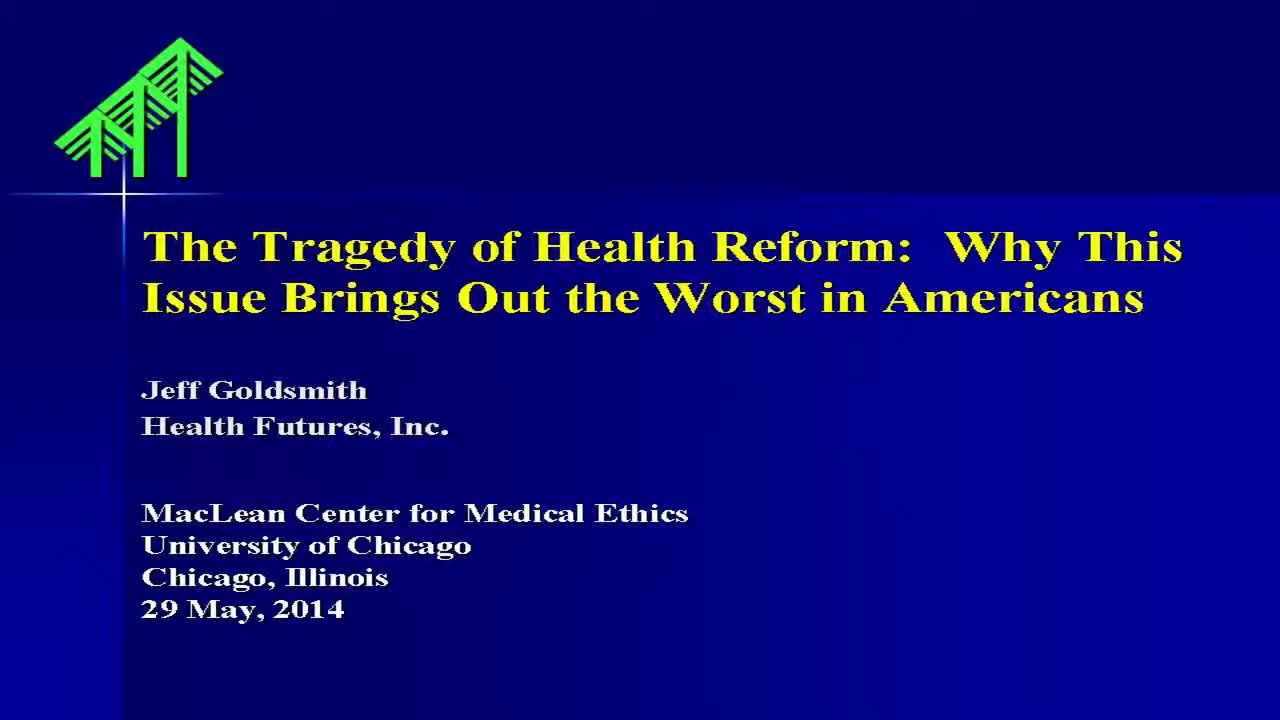 The Tragedy of Health Reform: Why This
Issue Brings Out the Worst in Americans
Jeff Goldsmith
Health Futures, Inc.
MacLean Center for Medical Ethics
University of Chicago
Chicago, Illinois
29 May, 2014